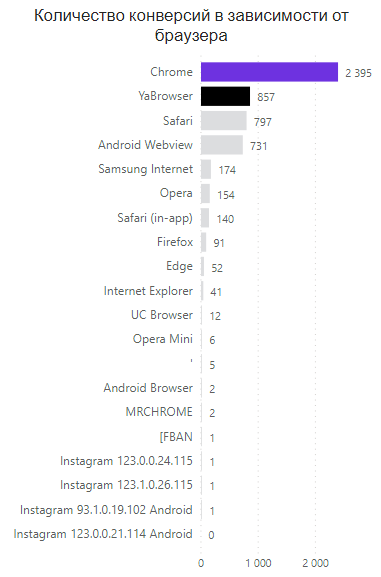 Количество конверсий в зависимости от
браузера
Chrome 2 395
YaBrowser 857
Safari 797
Android Webview 731
Samsung Internet 174
Opera 154
Safari (in-app) 140
Firefox 91
Edge 52
Internet Explorer 41
UC Browser 12
Opera Mini 6
' 5
Android Browser 2
MRCHROME 2
[FBAN 1
Instagram 123.0.0.24.115 1
Instagram 123.1.0.26.115 1
Instagram 93.1.0.19.102 Android 1
Instagram 123.0.0.21.114 Android 0
0 1 000 2 000